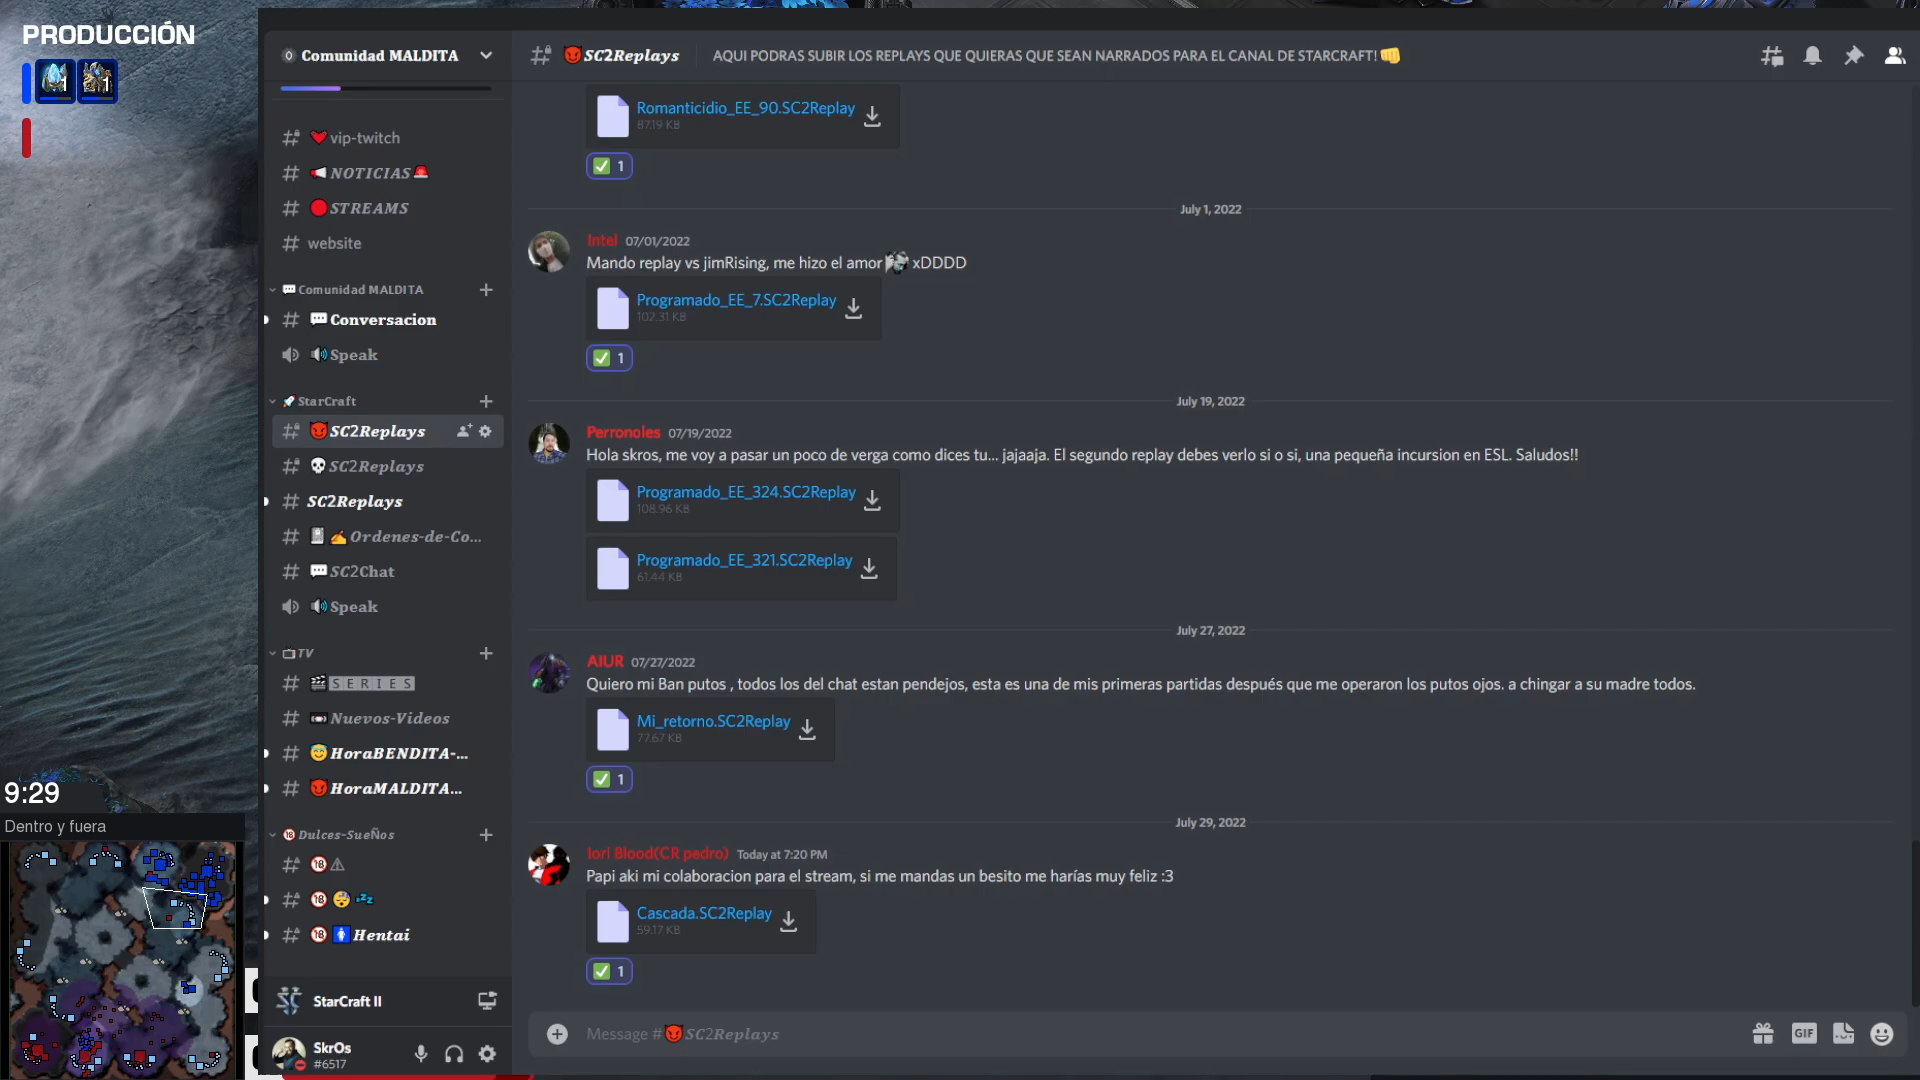 PRODUCCIÓN
1
1
9:29
Dentro y fuera
Comunidad MALDITA
vip-twitch
NOTICIAS
STREAMS
website
Comunidad MALDITA
Conversacion
Speak
StarCraft
SC2Replays
SC2Replays
SC2Replays
Ordenes-de-Co...
SC2Chat
Speak
TV
SERIES
Nuevos-Videos
HoraBENDITA-...
HoraMALDITA...
Dulces-SueÑos
Hentai
StarCraft II
SkrOs
#6517
SC2Replays
AQUI PODRAS SUBIR LOS REPLAYS QUE QUIERAS QUE SEAN NARRADOS PARA EL CANAL DE STARCRAFT!
Romanticidio_EE_90.SC2Replay
87.19 KB
1
July 1, 2022
Intel 07/01/2022
Mando replay vs jimRising, me hizo el amor xDDDD
Programado_EE_7.SC2Replay
102.31 KB
1
July 19, 2022
Perronoles 07/19/2022
Hola skros, me voy a pasar un poco de verga como dices tu... jajaaja. El segundo replay debes verlo si o si, una pequeña incursion en ESL. Saludos!!
Programado_EE_324.SC2Replay
108.96 KB
Programado_EE_321.SC2Replay
61.44 KB
July 27, 2022
AIUR 07/27/2022
Quiero mi Ban putos , todos los del chat estan pendejos, esta es una de mis primeras partidas después que me operaron los putos ojos. a chingar a su madre todos.
Mi_retorno.SC2Replay
77.67 KB
1
July 29, 2022
Iori Blood(CR pedro) Today at 7:20 PM
Papi aki mi colaboracion para el stream, si me mandas un besito me harías muy feliz :3
Cascada.SC2Replay
59.17 KB
1
Message # SC2Replays
GIF